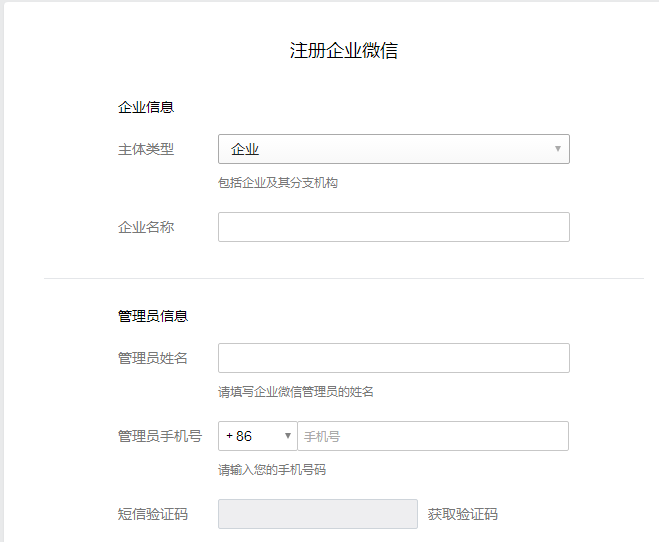 注册企业微信
企业信息
主体类型 企业
包括企业及其分支机构
企业名称
管理员信息
管理员姓名
请填写企业微信管理员的姓名
管理员手机号 + 86 手机号
请输入您的手机号码
短信验证码 获取验证码